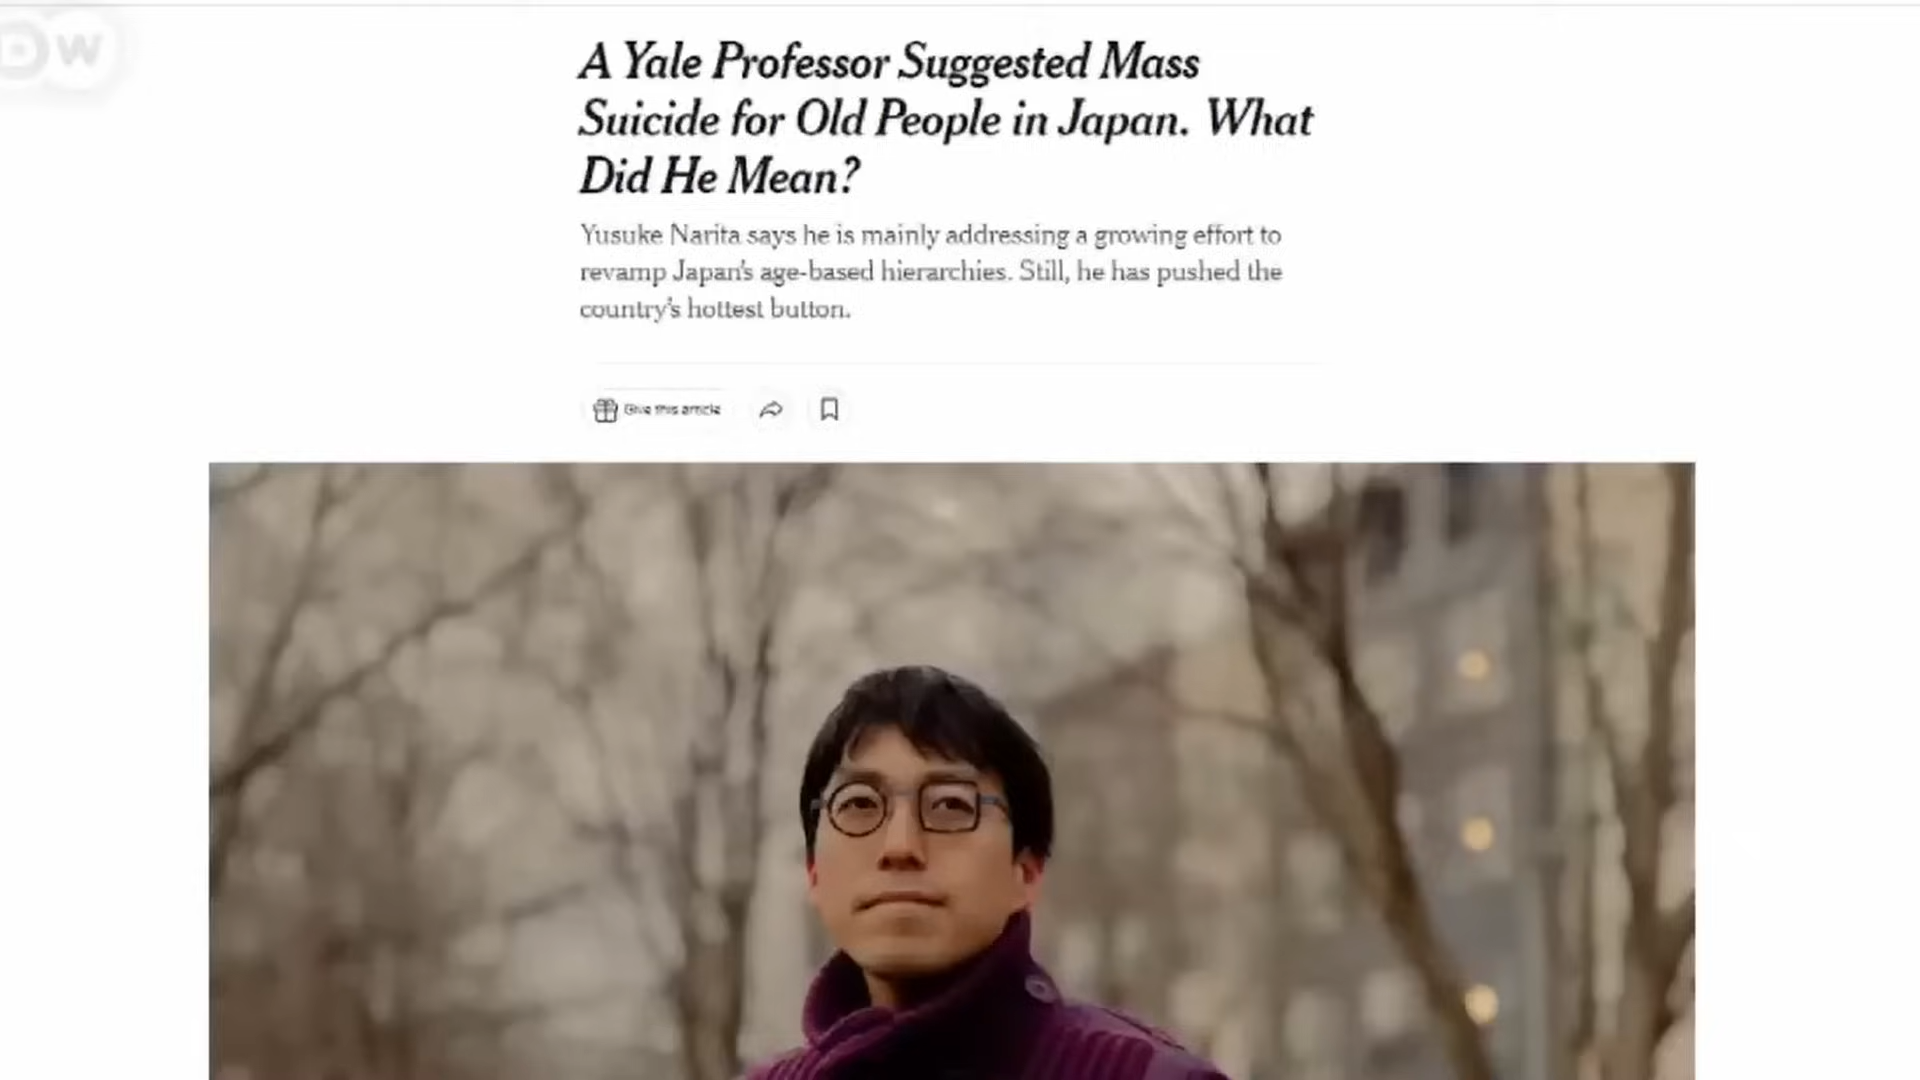 DW
A Yale Professor Suggested Mass
Suicide for Old People in Japan. What
Did He Mean?
Yusuke Narita says he is mainly addressing a growing effort to
revamp Japan's age-based hierarchies. Still, he has pushed the
country's hottest button.
Give this article